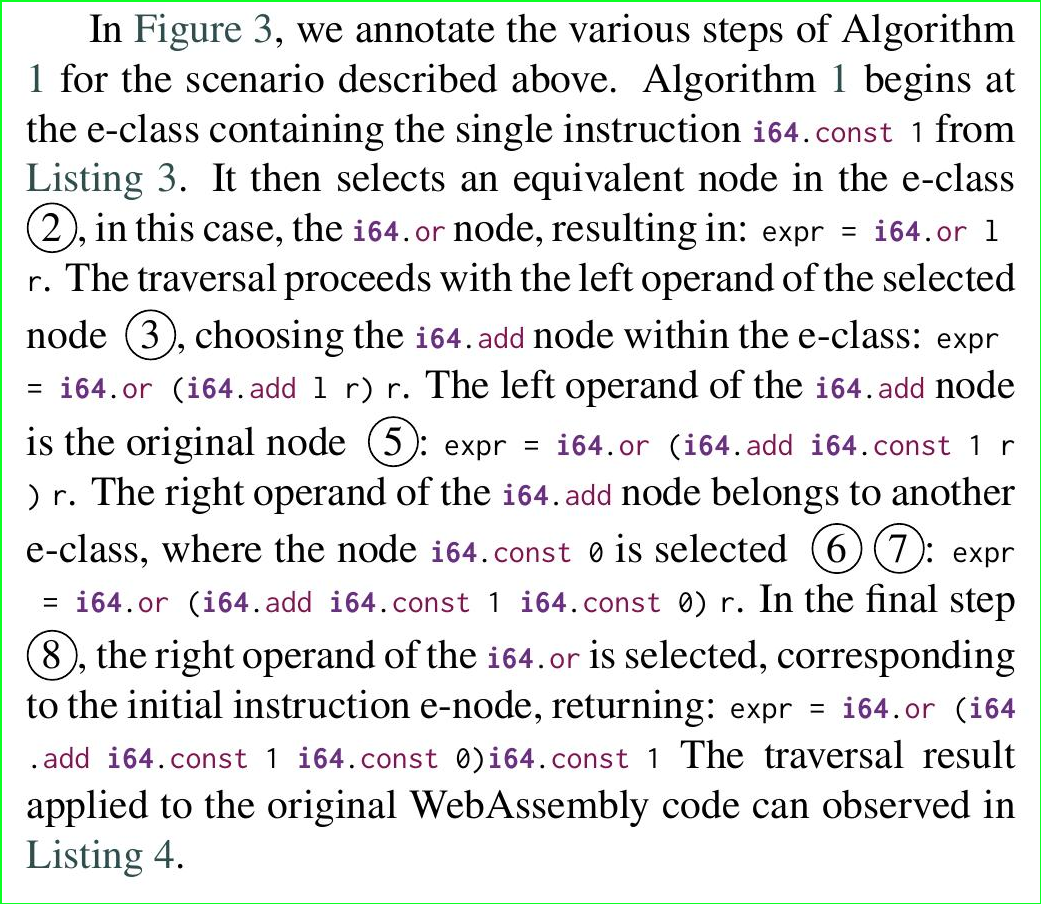 In Figure 3, we annotate the various steps of Algorithm
1 for the scenario described above. Algorithm 1 begins at
the e-class containing the single instruction i64.const 1 from
Listing 3. It then selects an equivalent node in the e-class
②, in this case, the i64.or node, resulting in: expr = i64.or l
r. The traversal proceeds with the left operand of the selected
node ③, choosing the i64.add node within the e-class: expr
= i64.or (i64.add l r) r. The left operand of the i64.add node
is the original node ⑤: expr = i64.or (i64.add i64.const 1 r
) r. The right operand of the i64.add node belongs to another
e-class, where the node i64.const 0 is selected ⑥ ⑦: expr
= i64.or (i64.add i64.const 1 i64.const 0) r. In the final step
⑧, the right operand of the i64.or is selected, corresponding
to the initial instruction e-node, returning: expr = i64.or (i64
.add i64.const 1 i64.const 0)i64.const 1 The traversal result
applied to the original WebAssembly code can observed in
Listing 4.